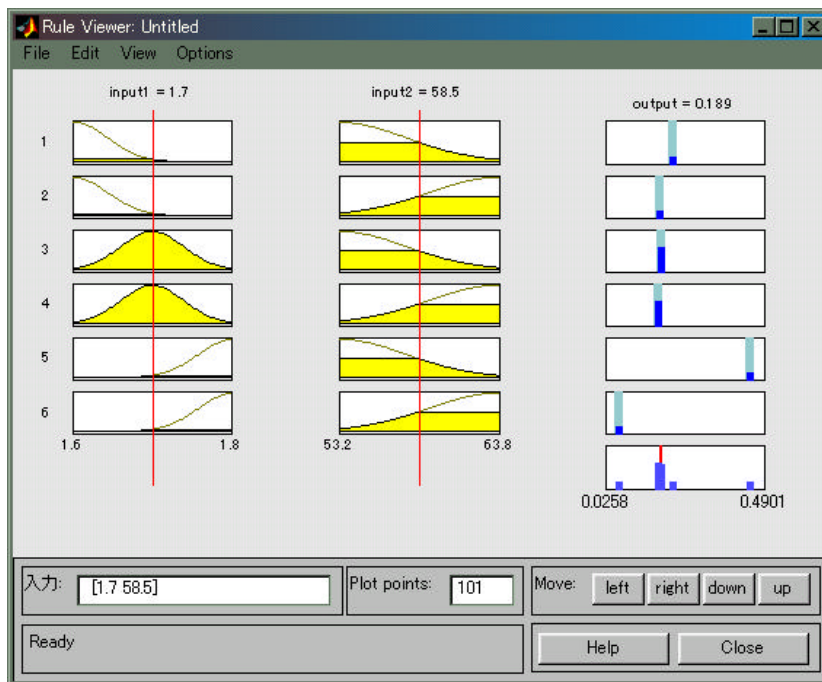 Rule Viewer: Untitled
File Edit View Options
input1 = 1.7
input2 = 58.5
output = 0.189
1
2
3
4
5
6
1.6 1.8
53.2 63.8
0.0258 0.4901
入力: [1.7 58.5]
Plot points: 101
Move: left right down up
Ready
Help Close